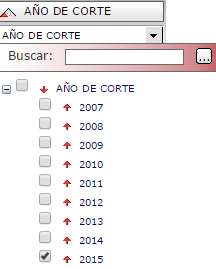 AÑO DE CORTE
AÑO DE CORTE
Buscar: ...
AÑO DE CORTE
2007
2008
2009
2010
2011
2012
2013
2014
2015